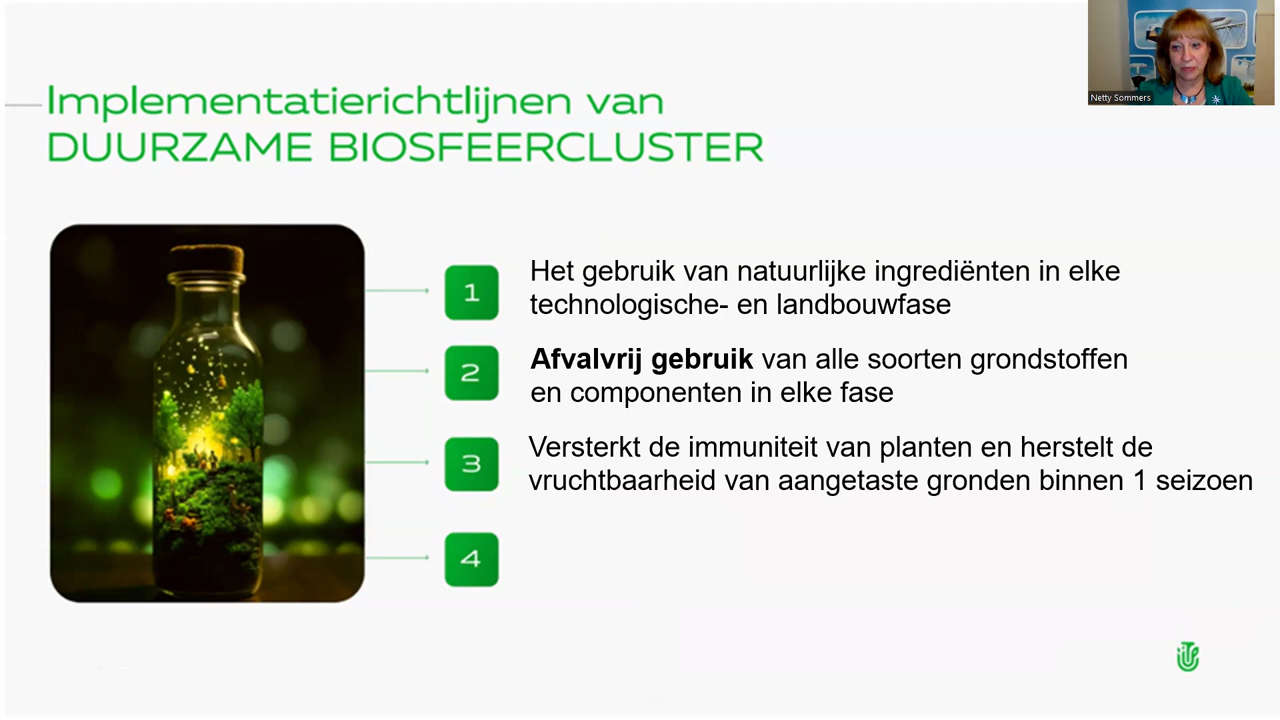 Implementatierichtlijnen van
DUURZAME BIOSFEERCLUSTER
Netty Sommers
1
Het gebruik van natuurlijke ingrediënten in elke
technologische- en landbouwfase
2
Afvalvrij gebruik van alle soorten grondstoffen
en componenten in elke fase
3
Versterkt de immuniteit van planten en herstelt de
vruchtbaarheid van aangetaste gronden binnen 1 seizoen
4